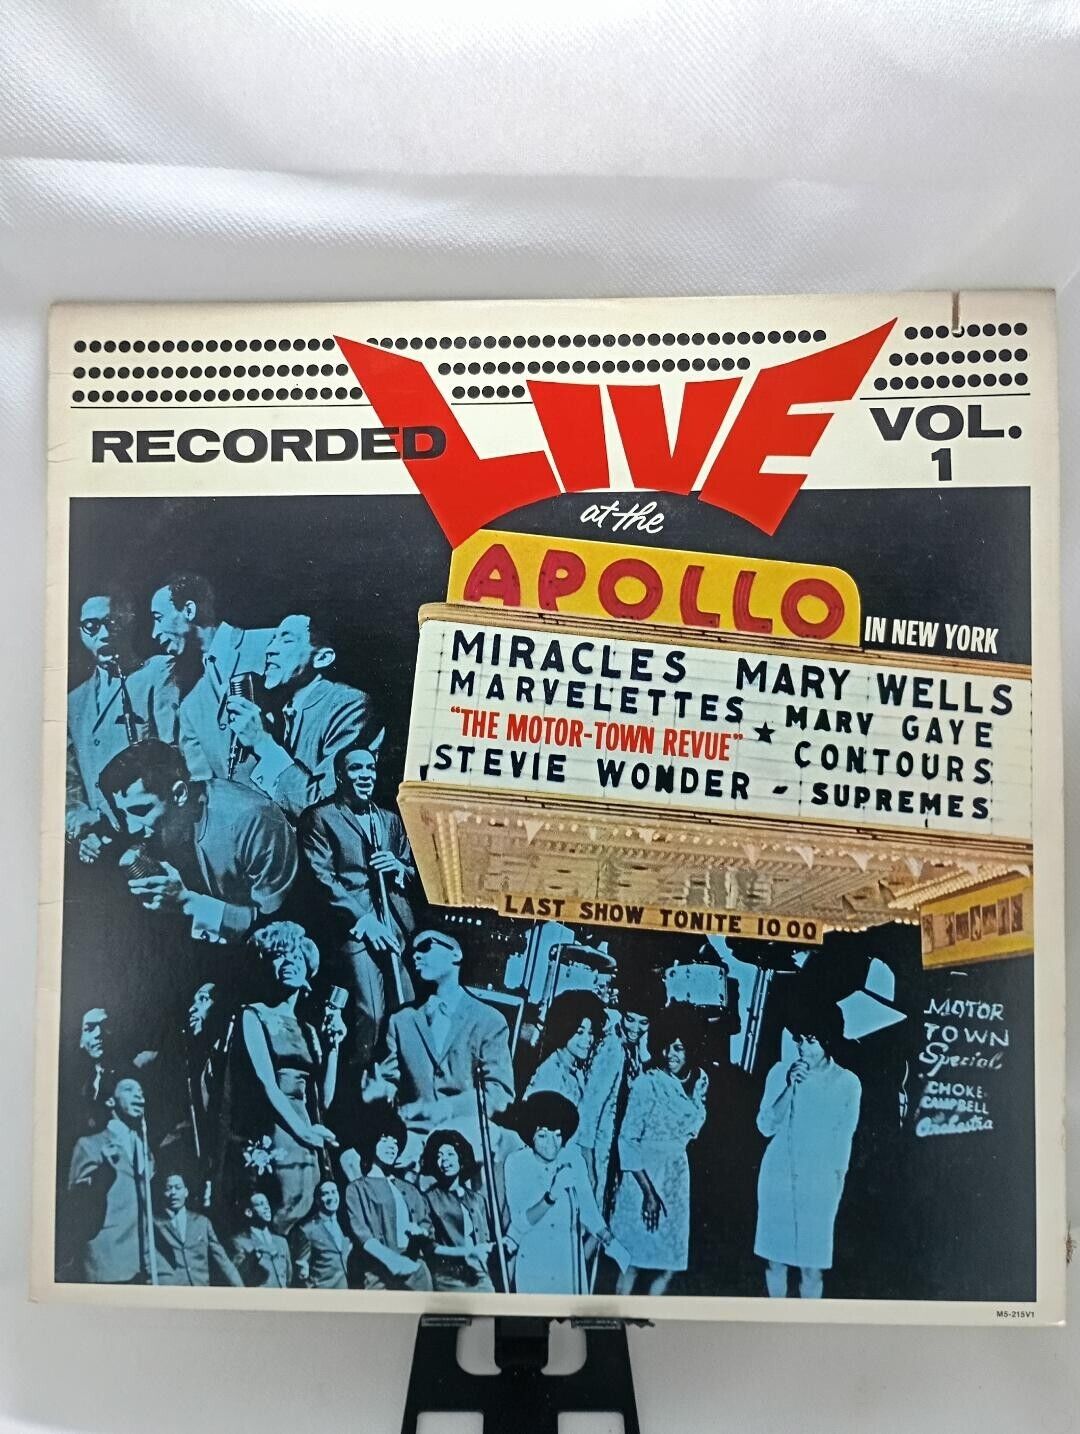 RECORDED LIVE VOL. 1
at the
APOLLO
IN NEW YORK
MIRACLES MARY WELLS
MARVELETTES ★ MARV GAYE
"THE MOTOR-TOWN REVUE" CONTOURS
STEVIE WONDER - SUPREMES
LAST SHOW TONITE 10 00
MOTOR
TOWN
Special
CHOKE
CAMPBELL
Orchestra
M5-215V1